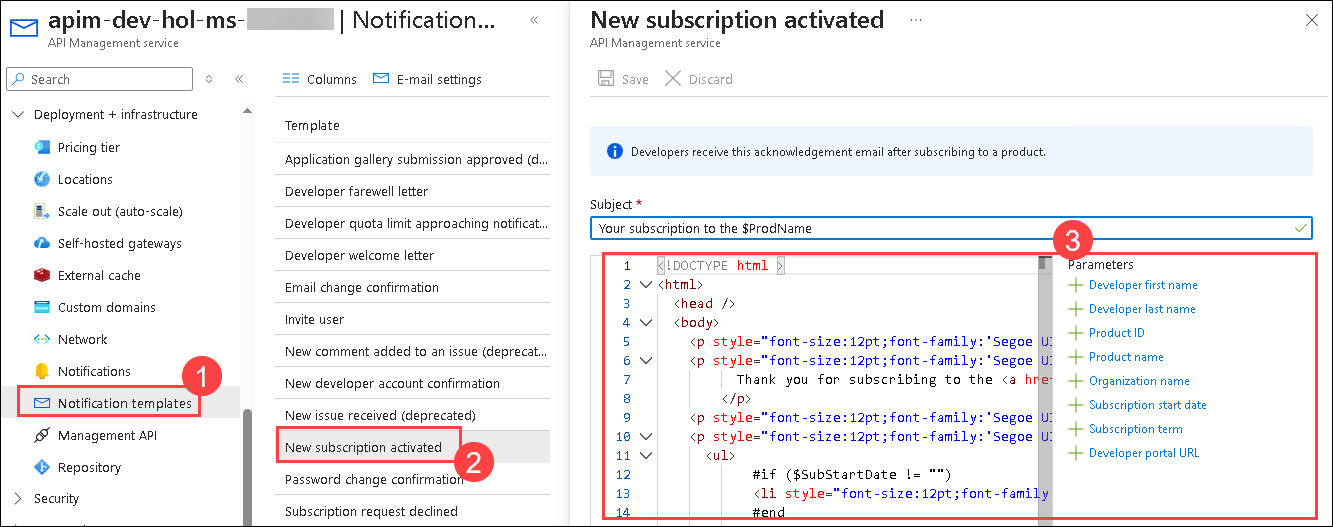 apim-dev-hol-ms- | Notification...
API Management service
Search
Deployment + infrastructure
Pricing tier
Locations
Scale out (auto-scale)
Self-hosted gateways
External cache
Custom domains
Network
Notifications
1
Notification templates
Management API
Repository
Security
Columns
E-mail settings
Template
Application gallery submission approved (d...
Developer farewell letter
Developer quota limit approaching notificat...
Developer welcome letter
Email change confirmation
Invite user
New comment added to an issue (deprecat...
New developer account confirmation
New issue received (deprecated)
New subscription activated
2
Password change confirmation
Subscription request declined
New subscription activated ...
API Management service
Save
Discard
Developers receive this acknowledgement email after subscribing to a product.
Subject *
Your subscription to the $ProdName
3
1 <!DOCTYPE html >
2 <html>
3 <head />
4 <body>
5 <p style="font-size:12pt;font-family:'Segoe UI
6 <p style="font-size:12pt;font-family:'Segoe UI
7 Thank you for subscribing to the <a href
8 </p>
9 <p style="font-size:12pt;font-family:'Segoe UI
10 <p style="font-size:12pt;font-family:'Segoe UI
11 <ul>
12 #if ($SubStartDate != "")
13 <li style="font-size:12pt;font-family
14 #end
Parameters
Developer first name
Developer last name
Product ID
Product name
Organization name
Subscription start date
Subscription term
Developer portal URL